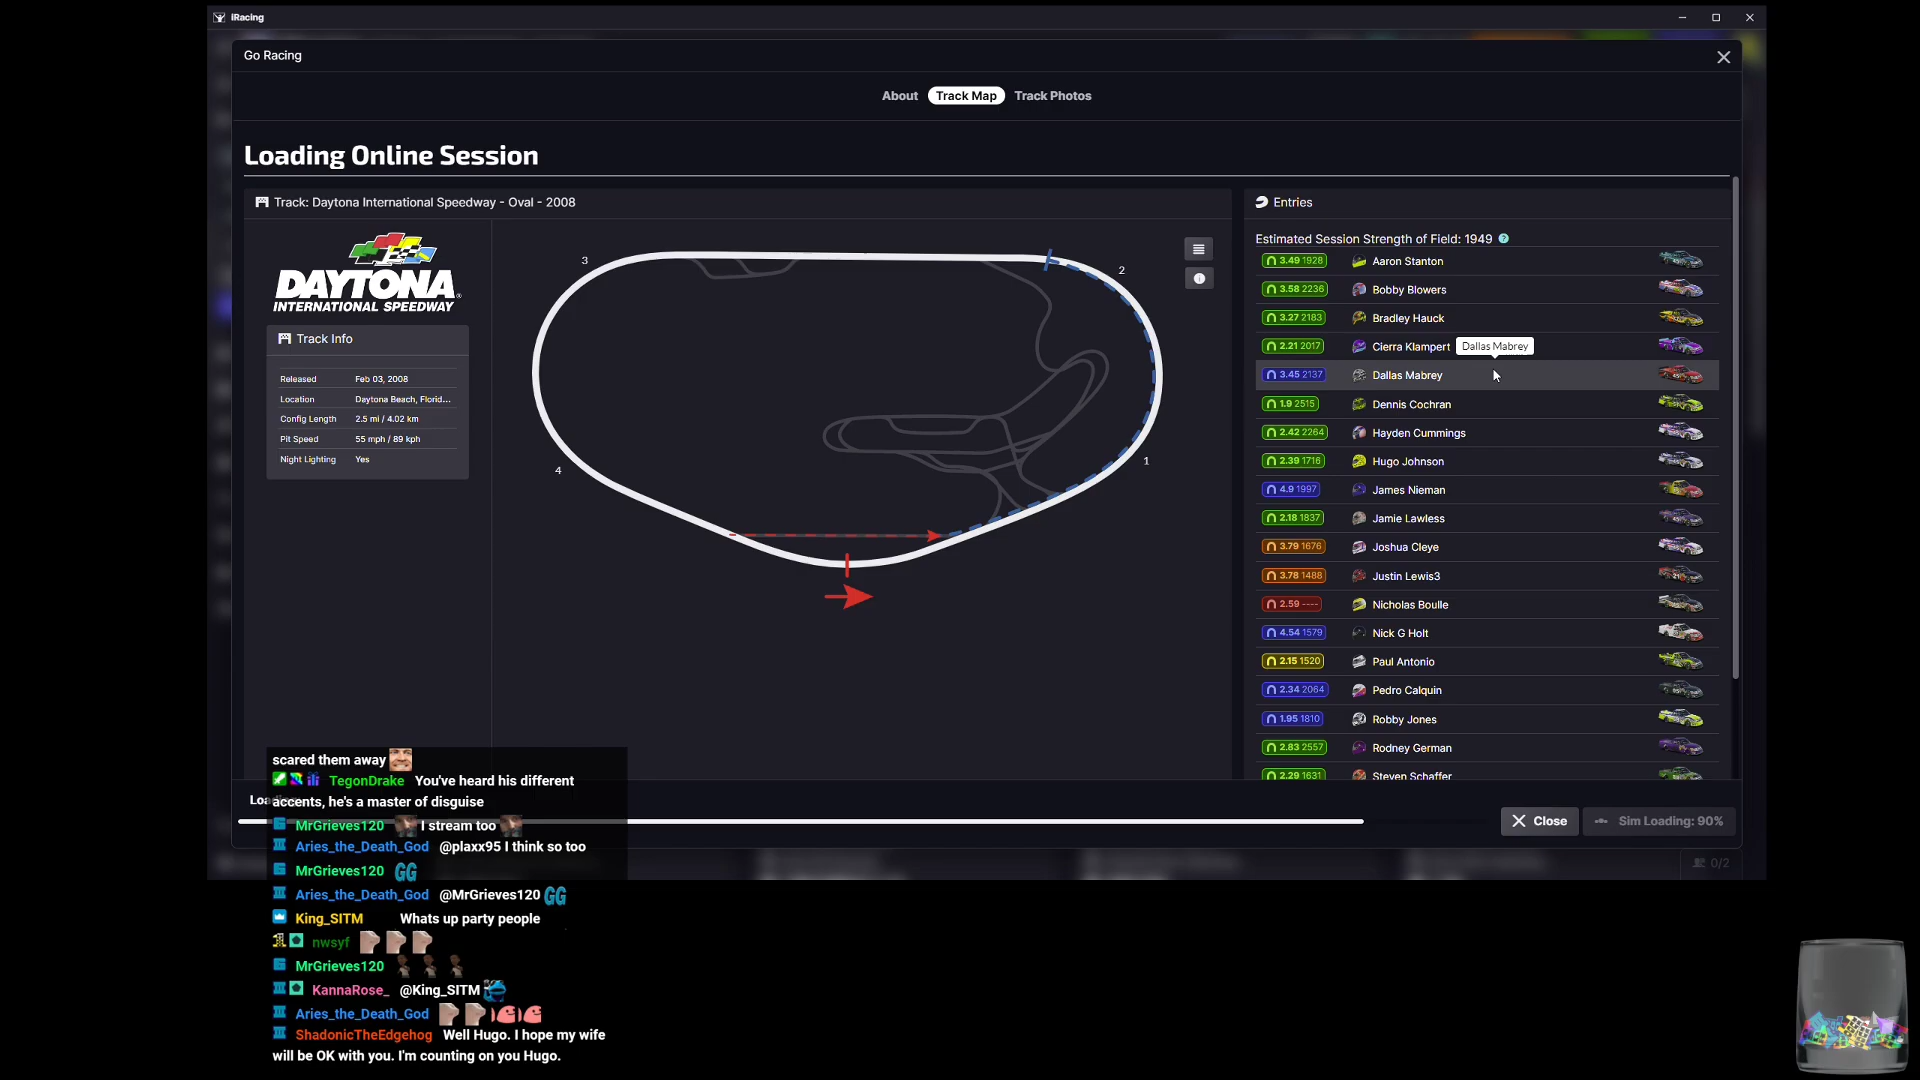 iRacing
Go Racing
About Track Map Track Photos
Loading Online Session
Track: Daytona International Speedway - Oval - 2008
DAYTONA
INTERNATIONAL SPEEDWAY
Track Info
Released Feb 03, 2008
Location Daytona Beach, Florid...
Config Length 2.5 mi / 4.02 km
Pit Speed 55 mph / 89 kph
Night Lighting Yes
3
2
4
1
Entries
Estimated Session Strength of Field: 1949 ?
3.49 1928 Aaron Stanton
3.58 2236 Bobby Blowers
3.27 2183 Bradley Hauck
2.21 2017 Cierra Klampert
Dallas Mabrey
3.45 2137 Dallas Mabrey
1.9 2515 Dennis Cochran
2.42 2264 Hayden Cummings
2.39 1716 Hugo Johnson
4.9 1997 James Nieman
2.18 1837 Jamie Lawless
3.79 1676 Joshua Cleye
3.78 1488 Justin Lewis3
2.59 ---- Nicholas Boulle
4.54 1579 Nick G Holt
2.15 1520 Paul Antonio
2.34 2064 Pedro Calquin
1.95 1810 Robby Jones
2.83 2557 Rodney German
2.29 1631 Steven Schaffer
Close Sim Loading: 90%
0/2
scared them away
TegonDrake You've heard his different
accents, he's a master of disguise
MrGrieves120 I stream too
Aries_the_Death_God @plaxx95 I think so too
MrGrieves120 GG
Aries_the_Death_God @MrGrieves120 GG
King_SITM Whats up party people
nwsyf
MrGrieves120
KannaRose_ @King_SITM
Aries_the_Death_God
ShadonicTheEdgehog Well Hugo. I hope my wife
will be OK with you. I'm counting on you Hugo.